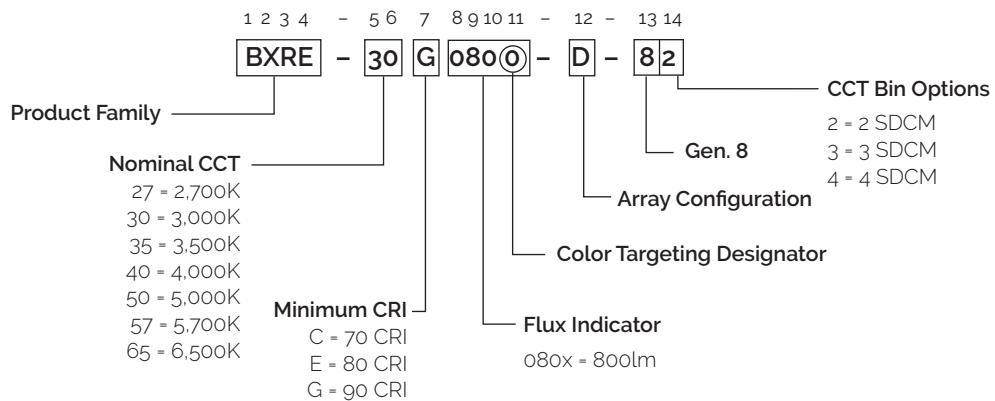 1 2 3 4 – 5 6 7 8 9 10 11 – 12 – 13 14
BXRE – 30 G 0800 – D – 8 2
CCT Bin Options
2 = 2 SDCM
3 = 3 SDCM
4 = 4 SDCM
Product Family
Gen. 8
Nominal CCT
27 = 2,700K
30 = 3,000K
35 = 3,500K
40 = 4,000K
50 = 5,000K
57 = 5,700K
65 = 6,500K
Array Configuration
Color Targeting Designator
Minimum CRI
C = 70 CRI
E = 80 CRI
G = 90 CRI
Flux Indicator
080x = 800lm